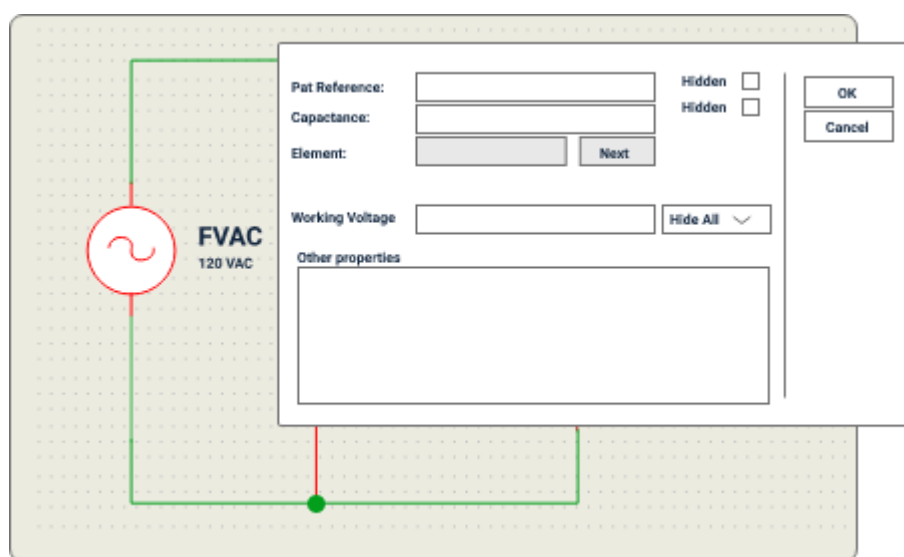 Pat Reference:
Hidden
OK
Capactance:
Hidden
Cancel
Element:
Next
Working Voltage
Hide All
FVAC
120 VAC
Other properties